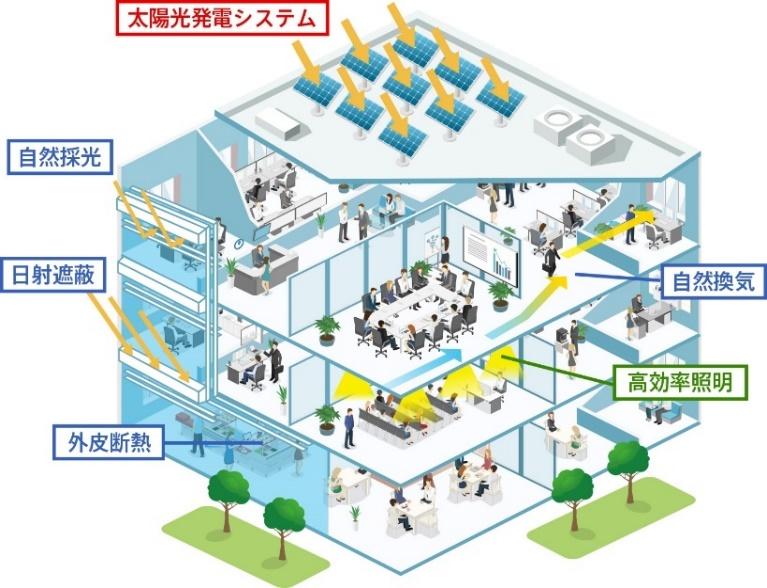 太陽光発電システム
自然採光
日射遮蔽
自然換気
高効率照明
外皮断熱